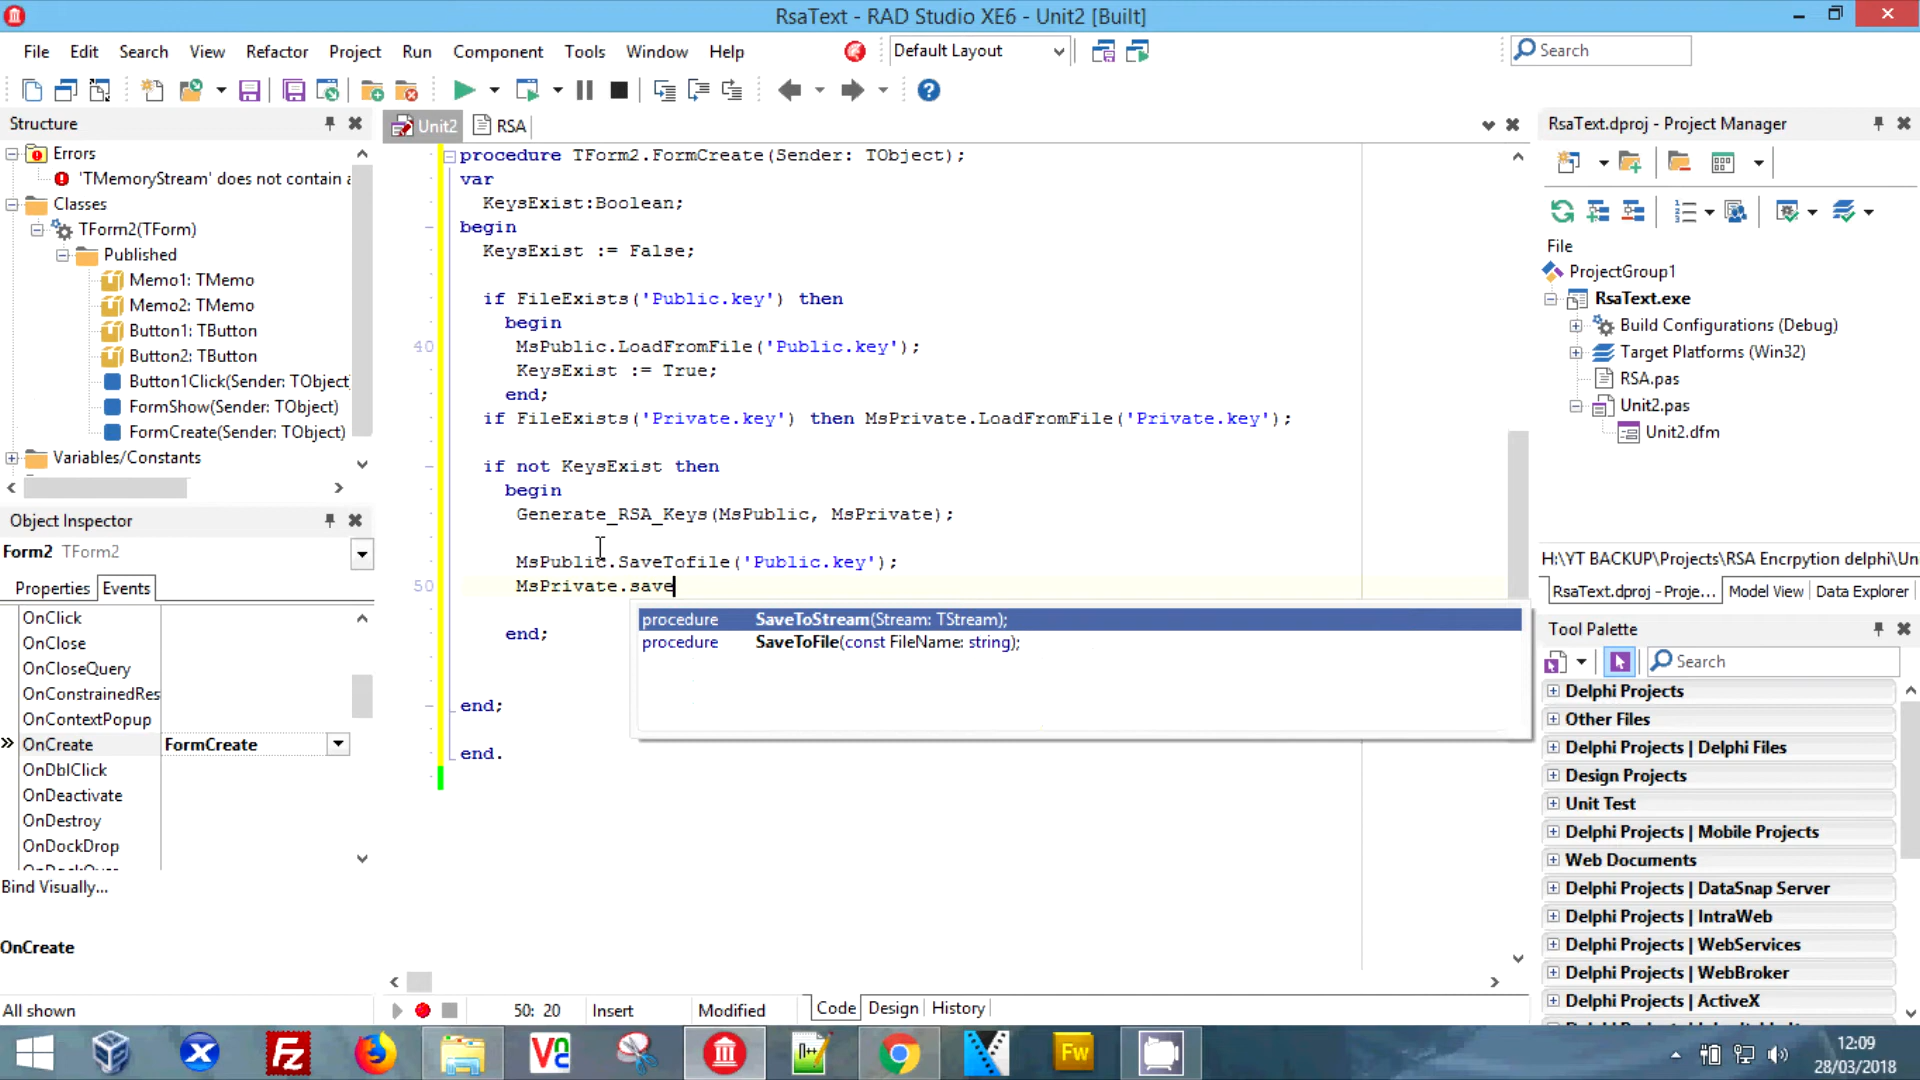 RsaText - RAD Studio XE6 - Unit2 [Built]
File Edit Search View Refactor Project Run Component Tools Window Help
Default Layout
Search
Structure
Errors
'TMemoryStream' does not contain a
Classes
TForm2(TForm)
Published
Memo1: TMemo
Memo2: TMemo
Button1: TButton
Button2: TButton
Button1Click(Sender: TObject
FormShow(Sender: TObject)
FormCreate(Sender: TObject)
Variables/Constants
Object Inspector
Form2 TForm2
Properties Events
OnClick
OnClose
OnCloseQuery
OnConstrainedRes
OnContextPopup
OnCreate FormCreate
OnDblClick
OnDeactivate
OnDestroy
OnDockDrop
Bind Visually...
OnCreate
All shown
Unit2 RSA
procedure TForm2.FormCreate(Sender: TObject);
var
KeysExist:Boolean;
begin
KeysExist := False;
if FileExists('Public.key') then
begin
40 MsPublic.LoadFromFile('Public.key');
KeysExist := True;
end;
if FileExists('Private.key') then MsPrivate.LoadFromFile('Private.key');
if not KeysExist then
begin
Generate_RSA_Keys(MsPublic, MsPrivate);
MsPublic.SaveTofile('Public.key');
50 MsPrivate.save
procedure SaveToStream(Stream: TStream);
procedure SaveToFile(const FileName: string);
end;
end;
end.
50: 20 Insert Modified Code Design History
RsaText.dproj - Project Manager
File
ProjectGroup1
RsaText.exe
Build Configurations (Debug)
Target Platforms (Win32)
RSA.pas
Unit2.pas
Unit2.dfm
H:\YT BACKUP\Projects\RSA Encrpytion delphi\Un
RsaText.dproj - Proje... Model View Data Explorer
Tool Palette
Search
Delphi Projects
Other Files
Delphi Projects | Delphi Files
Design Projects
Unit Test
Delphi Projects | Mobile Projects
Web Documents
Delphi Projects | DataSnap Server
Delphi Projects | IntraWeb
Delphi Projects | WebServices
Delphi Projects | WebBroker
Delphi Projects | ActiveX
Fw
12:09
28/03/2018